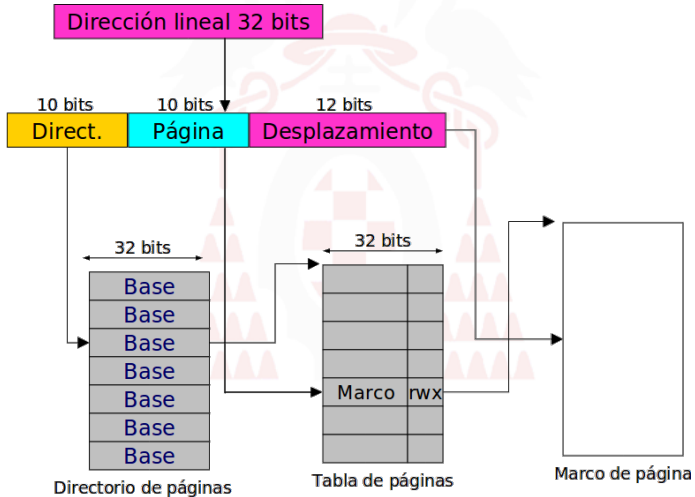 Dirección lineal 32 bits
10 bits 10 bits 12 bits
Direct. Página Desplazamiento
32 bits 32 bits
Base
Base
Base
Base
Base
Base
Base
Marco rwx
Directorio de páginas
Tabla de páginas
Marco de página